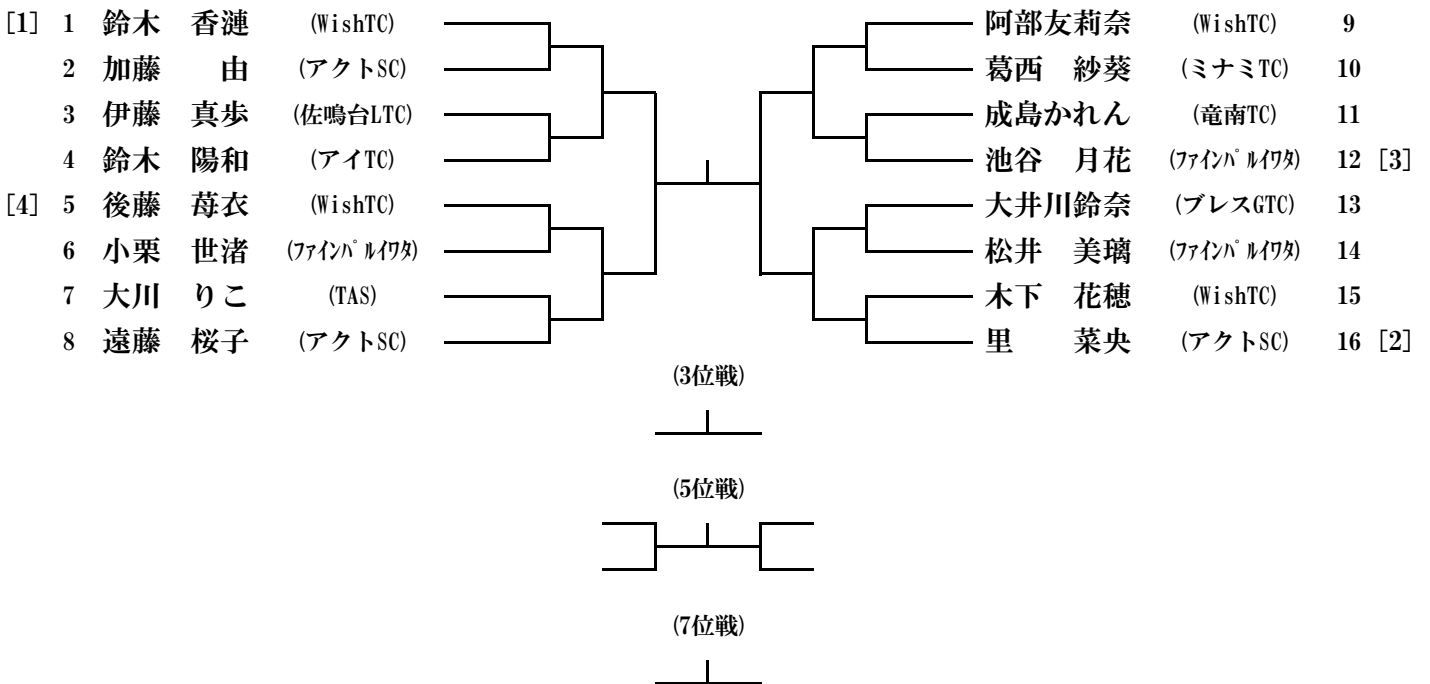 [1] 1 鈴木 香漣 (WishTC)
2 加藤 由 (アクトSC)
3 伊藤 真歩 (佐鳴台LTC)
4 鈴木 陽和 (アイTC)
[4] 5 後藤 苺衣 (WishTC)
6 小栗 世渚 (ファインパルイワタ)
7 大川 りこ (TAS)
8 遠藤 桜子 (アクトSC)
阿部友莉奈 (WishTC) 9
葛西 紗葵 (ミナミTC) 10
成島かれん (竜南TC) 11
池谷 月花 (ファインパルイワタ) 12 [3]
大井川鈴奈 (ブレスGTC) 13
松井 美璃 (ファインパルイワタ) 14
木下 花穂 (WishTC) 15
里 菜央 (アクトSC) 16 [2]
(3位戦)
(5位戦)
(7位戦)